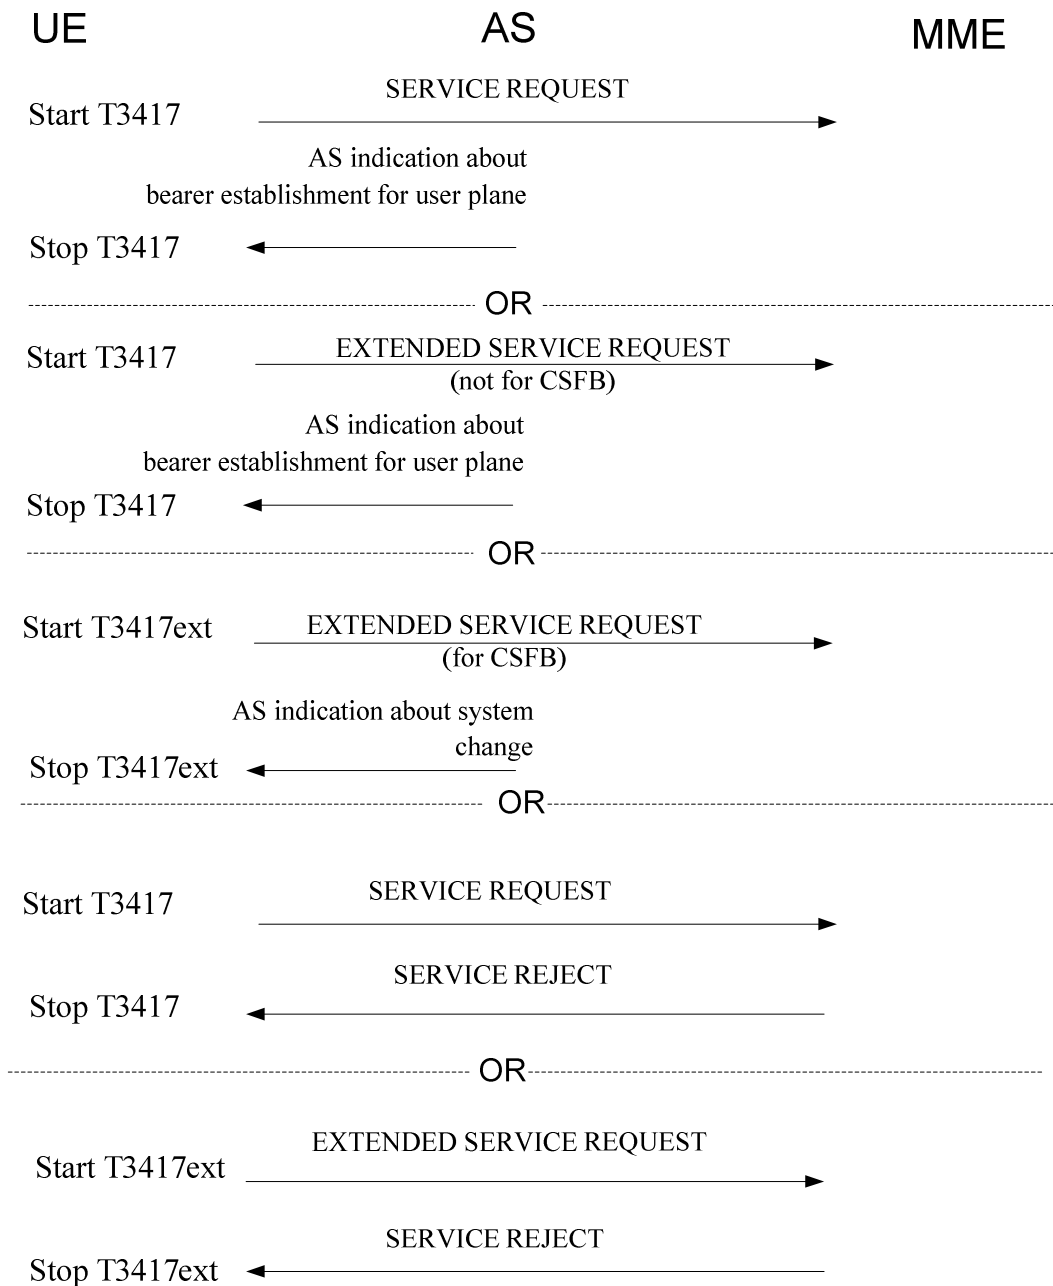 UE AS MME
SERVICE REQUEST
Start T3417
AS indication about
bearer establishment for user plane
Stop T3417
OR
EXTENDED SERVICE REQUEST
Start T3417
(not for CSFB)
AS indication about
bearer establishment for user plane
Stop T3417
OR
Start T3417ext EXTENDED SERVICE REQUEST
(for CSFB)
AS indication about system
change
Stop T3417ext
OR
SERVICE REQUEST
Start T3417
SERVICE REJECT
Stop T3417
OR
EXTENDED SERVICE REQUEST
Start T3417ext
SERVICE REJECT
Stop T3417ext